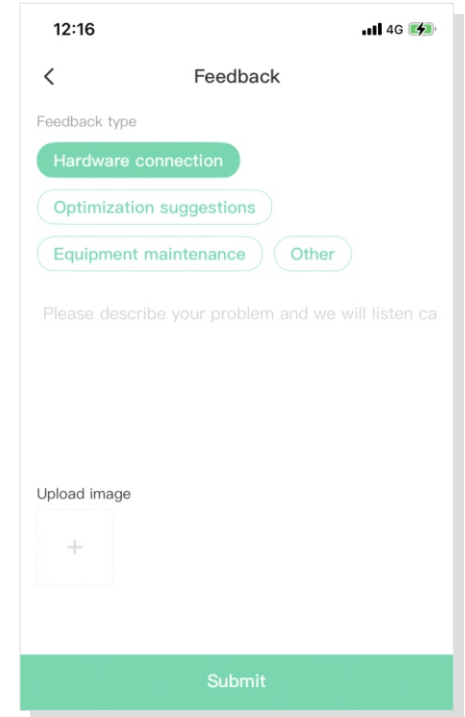 12:16
4G
Feedback
Feedback type
Hardware connection
Optimization suggestions
Equipment maintenance
Other
Please describe your problem and we will listen ca
Upload image
Submit